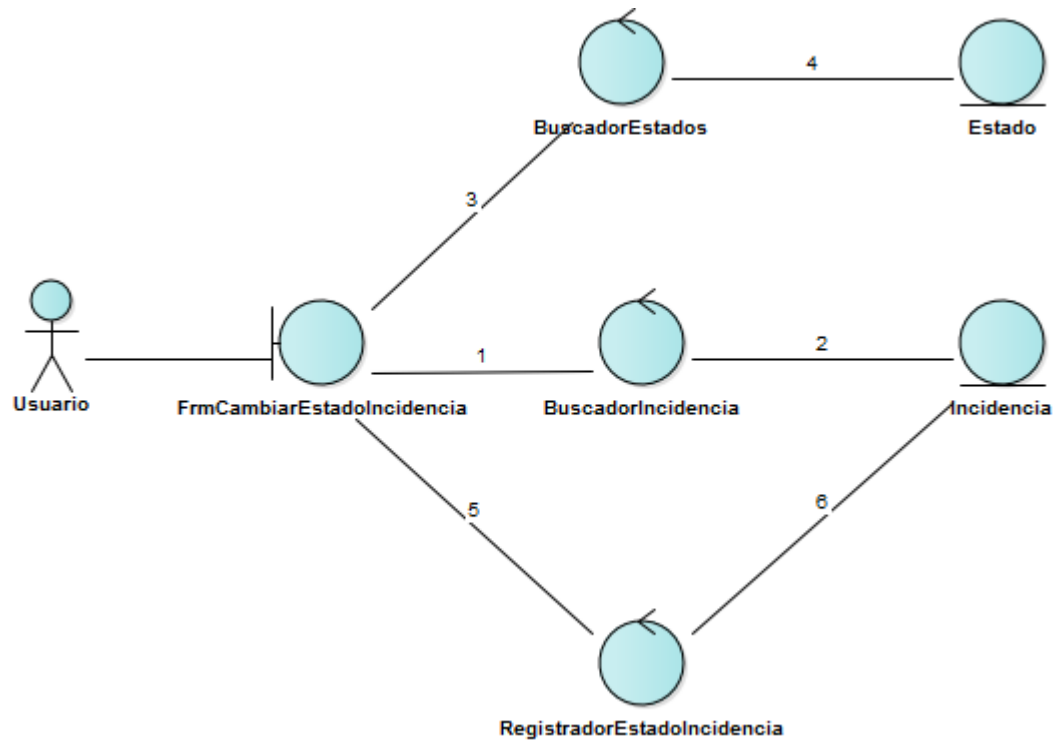 BuscadorEstados
4
Estado
3
Usuario
FrmCambiarEstadoIncidencia
1
BuscadorIncidencia
2
Incidencia
5
6
RegistradorEstadoIncidencia